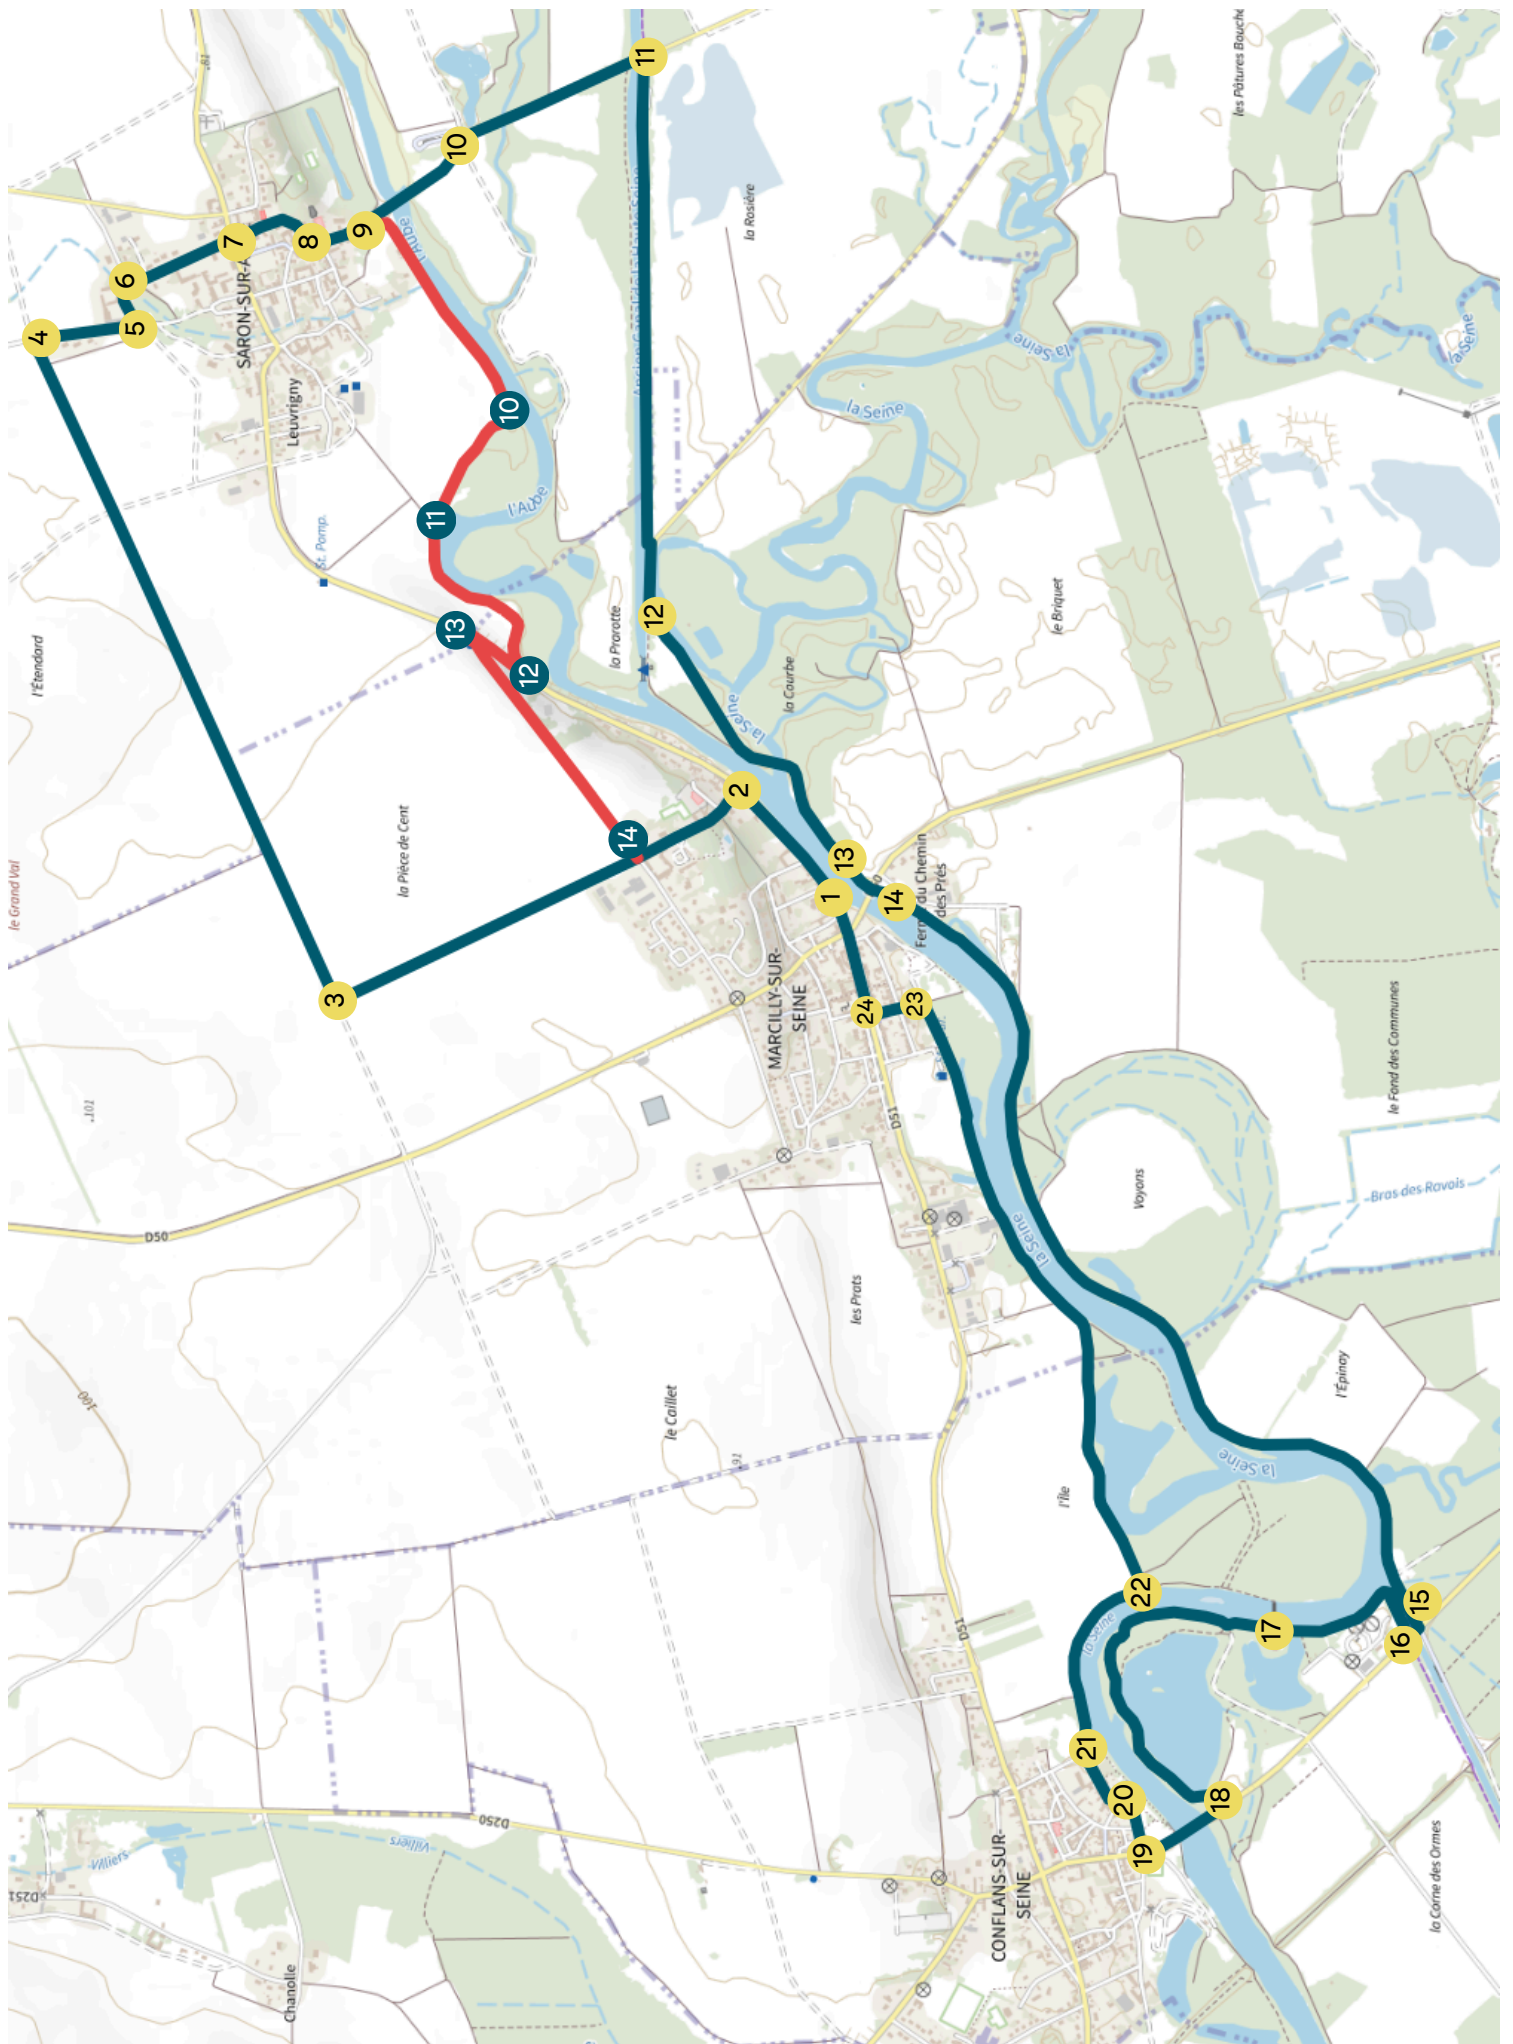 le Grand Val
l'Étendard
.81
4
5
6
7
8
9
10
11
SARON-SUR-A
Leuvrigny
St. Pomp.
l'Aube
10
11
12
13
14
l'Aube
la Rosière
les Pâtures Bouche
la Prarotte
12
la Seine
la Courbe
la Seine
la Seine
la Seine
le Briquet
la Pièce de Cent
3
2
1
13
14
Ferme du Chemin
des Prés
MARCILLY-SUR-
SEINE
24
23
D51
.101
D50
les Prats
la Seine
Voyons
le Fond des Communes
Bras des Ravois
100
le Caillet
.91
l'Île
l'Épinay
la Seine
D51
la Seine
22
21
20
19
18
17
16
15
CONFLANS-SUR-
SEINE
la Corne des Ormes
D250
Villiers
Villiers
D251
Chanolle